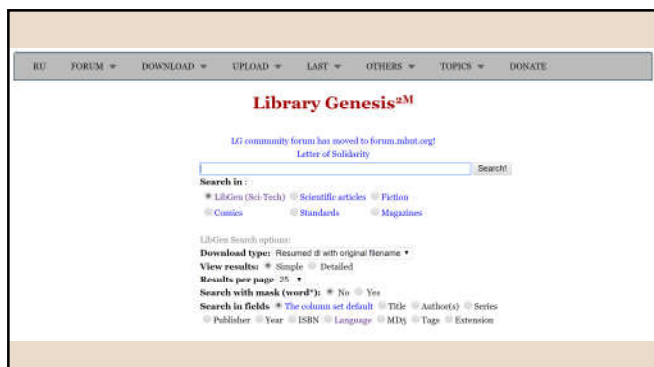 RU FORUM DOWNLOAD UPLOAD LAST OTHERS TOPICS DONATE
Library Genesis²ᴹ
LG community forum has moved to forum.mhut.org!
Letter of Solidarity
Search!
Search in :
LibGen (Sci-Tech) Scientific articles Fiction
Comics Standards Magazines
LibGen Search options:
Download type: Resumed dl with original filename
View results: Simple Detailed
Results per page 25
Search with mask (word*): No Yes
Search in fields The column set default Title Author(s) Series
Publisher Year ISBN Language MD5 Tags Extension